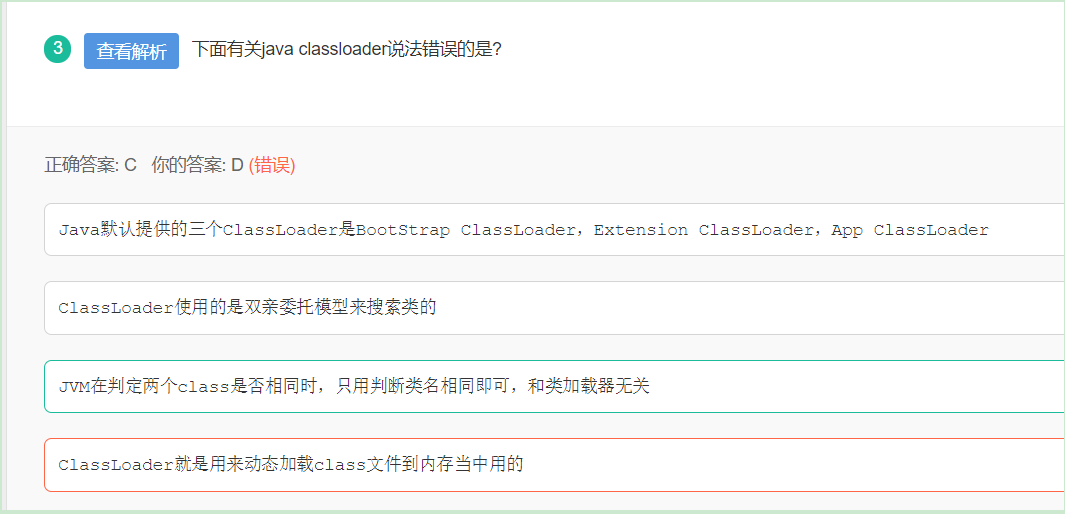 3 查看解析 下面有关java classloader说法错误的是?
正确答案: C 你的答案: D (错误)
Java默认提供的三个ClassLoader是BootStrap ClassLoader，Extension ClassLoader，App ClassLoader
ClassLoader使用的是双亲委托模型来搜索类的
JVM在判定两个class是否相同时，只用判断类名相同即可，和类加载器无关
ClassLoader就是用来动态加载class文件到内存当中用的